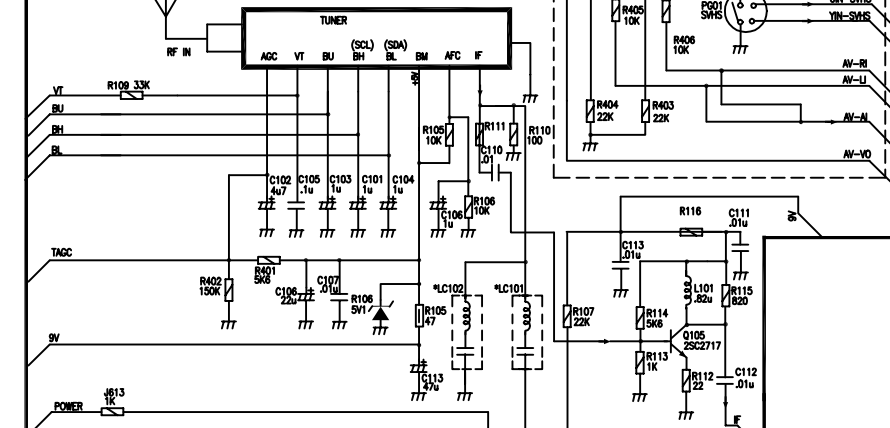 TUNER
RF IN
(SCL) (SDA)
AGC VT BU BH BL BM AFC IF
+5V
PG01
SVHS
YIN-SVHS
R405
10K
R406
10K
AV-RI
AV-LI
AV-AI
AV-VO
R404
22K
R403
22K
VT
R109 33K
BU
BH
BL
R105
10K
R111
R110
100
C110
.01
C102
4u7
C105
.1u
C103
1u
C101
1u
C104
1u
C106
1u
R106
10K
TAGC
R402
150K
R401
5K6
C106
22u
C107
.01u
R106
5V1
R105
47
*LC102
*LC101
9V
C113
47u
POWER
J613
1K
R116
C111
.01u
9V
C113
.01u
R107
22K
R114
5K6
L101
.82u
R115
820
Q105
2SC2717
R113
1K
R112
22
C112
.01u
IF